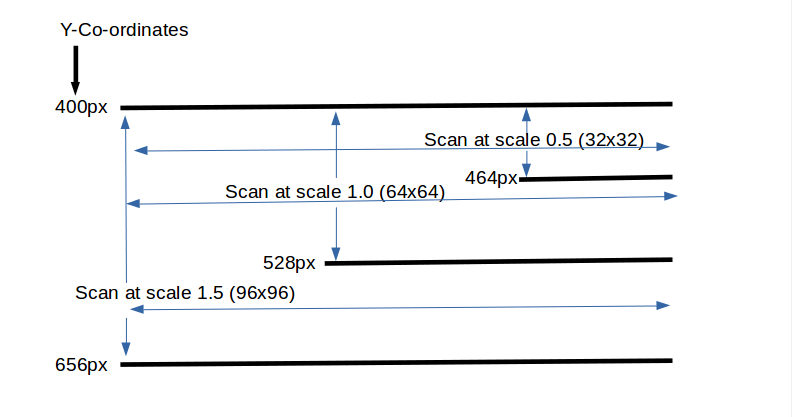 Y-Co-ordinates
400px
Scan at scale 0.5 (32x32)
464px
Scan at scale 1.0 (64x64)
528px
Scan at scale 1.5 (96x96)
656px